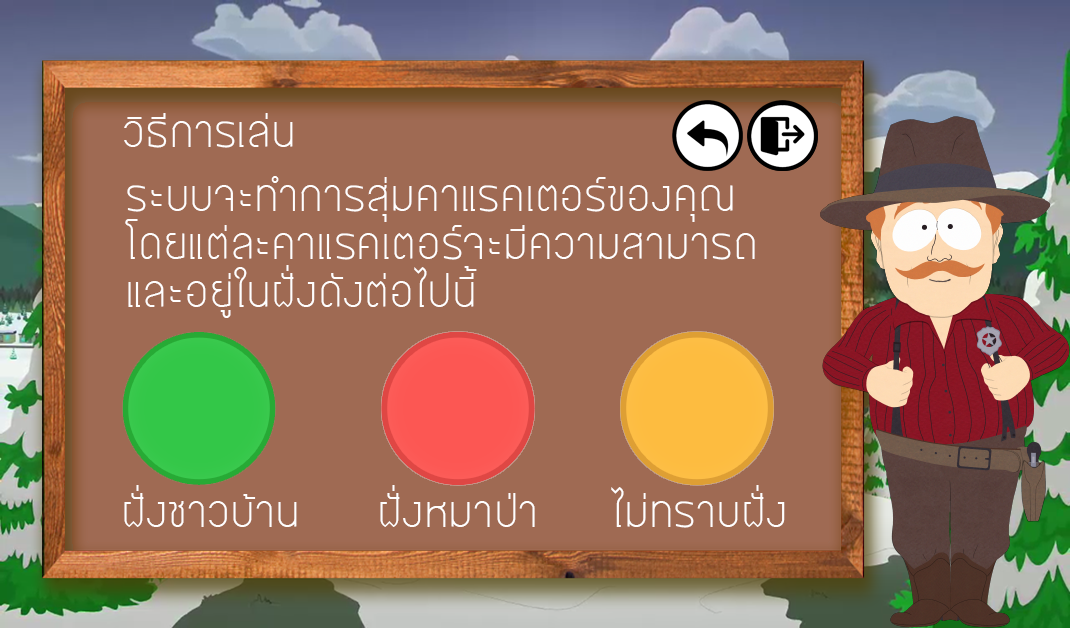 วิธีการเล่น
ระบบจะทำการสุ่มคาแรคเตอร์ของคุณ
โดยแต่ละคาแรคเตอร์จะมีความสามารถ
และอยู่ในฝั่งดังต่อไปนี้
ฝั่งชาวบ้าน ฝั่งหมาป่า ไม่ทราบฝั่ง